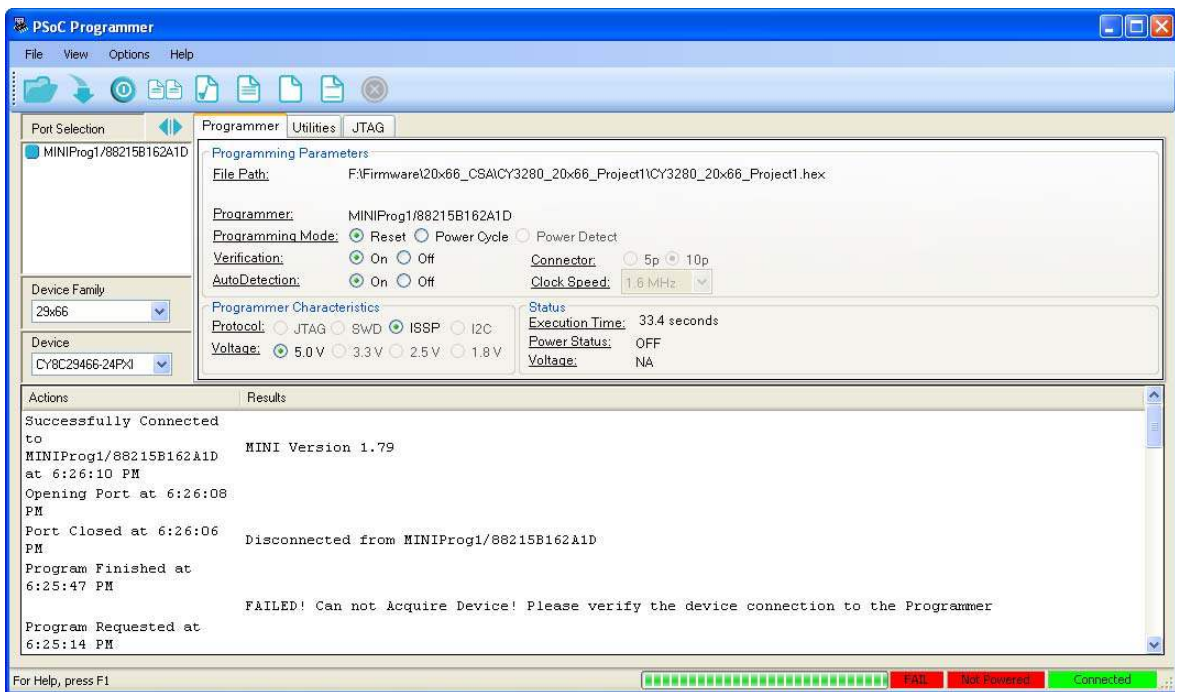 PSoC Programmer
File View Options Help
Port Selection
MINIProg1/88215B162A1D
Device Family
29x66
Device
CY8C29466-24PXI
Programmer Utilities JTAG
Programming Parameters
File Path: F:\Firmware\20x66_CSA\CY3280_20x66_Project1\CY3280_20x66_Project1.hex
Programmer: MINIProg1/88215B162A1D
Programming Mode: Reset Power Cycle Power Detect
Verification: On Off Connector: 5p 10p
AutoDetection: On Off Clock Speed: 1.6 MHz
Programmer Characteristics
Protocol: JTAG SWD ISSP I2C
Voltage: 5.0 V 3.3 V 2.5 V 1.8 V
Status
Execution Time: 33.4 seconds
Power Status: OFF
Voltage: NA
Actions Results
Successfully Connected
to
MINIProg1/88215B162A1D
at 6:26:10 PM
MINI Version 1.79
Opening Port at 6:26:08
PM
Port Closed at 6:26:06
PM
Disconnected from MINIProg1/88215B162A1D
Program Finished at
6:25:47 PM
FAILED! Can not Acquire Device! Please verify the device connection to the Programmer
Program Requested at
6:25:14 PM
For Help, press F1
FAIL Not Powered Connected